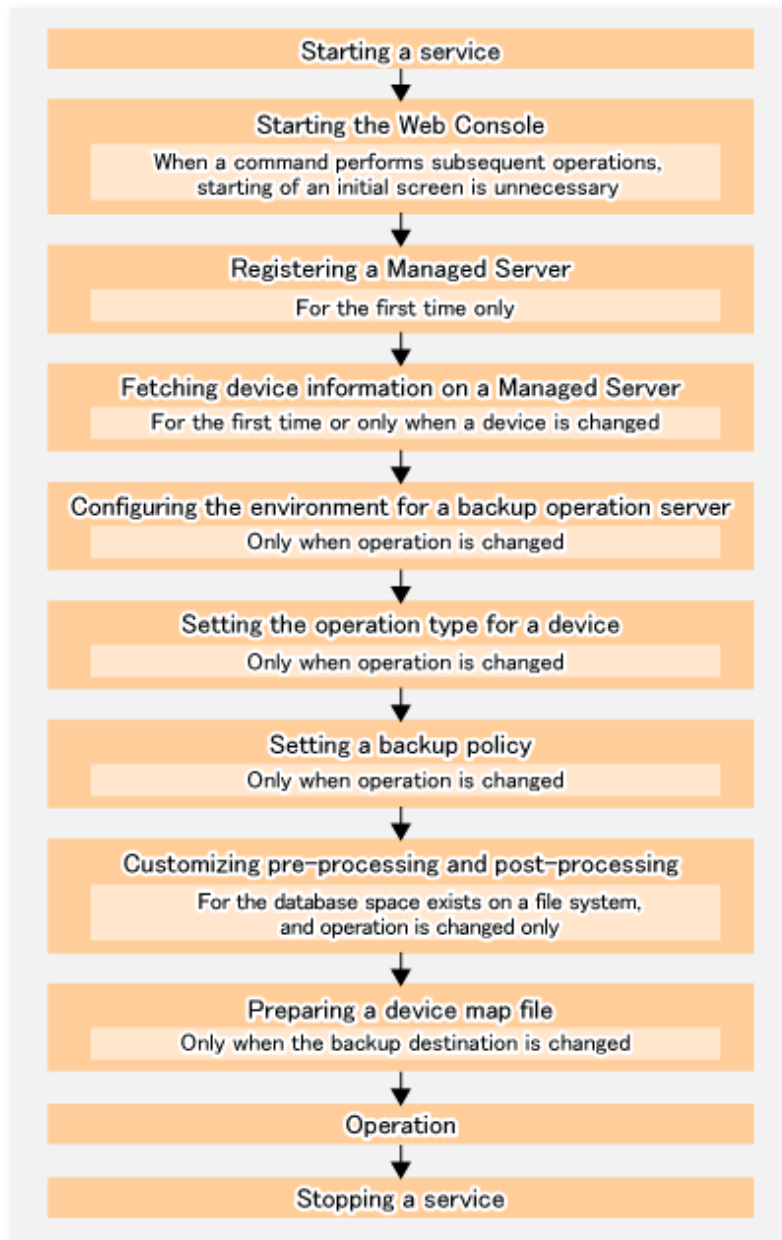 Starting a service
Starting the Web Console
When a command performs subsequent operations,
starting of an initial screen is unnecessary
Registering a Managed Server
For the first time only
Fetching device information on a Managed Server
For the first time or only when a device is changed
Configuring the environment for a backup operation server
Only when operation is changed
Setting the operation type for a device
Only when operation is changed
Setting a backup policy
Only when operation is changed
Customizing pre-processing and post-processing
For the database space exists on a file system,
and operation is changed only
Preparing a device map file
Only when the backup destination is changed
Operation
Stopping a service